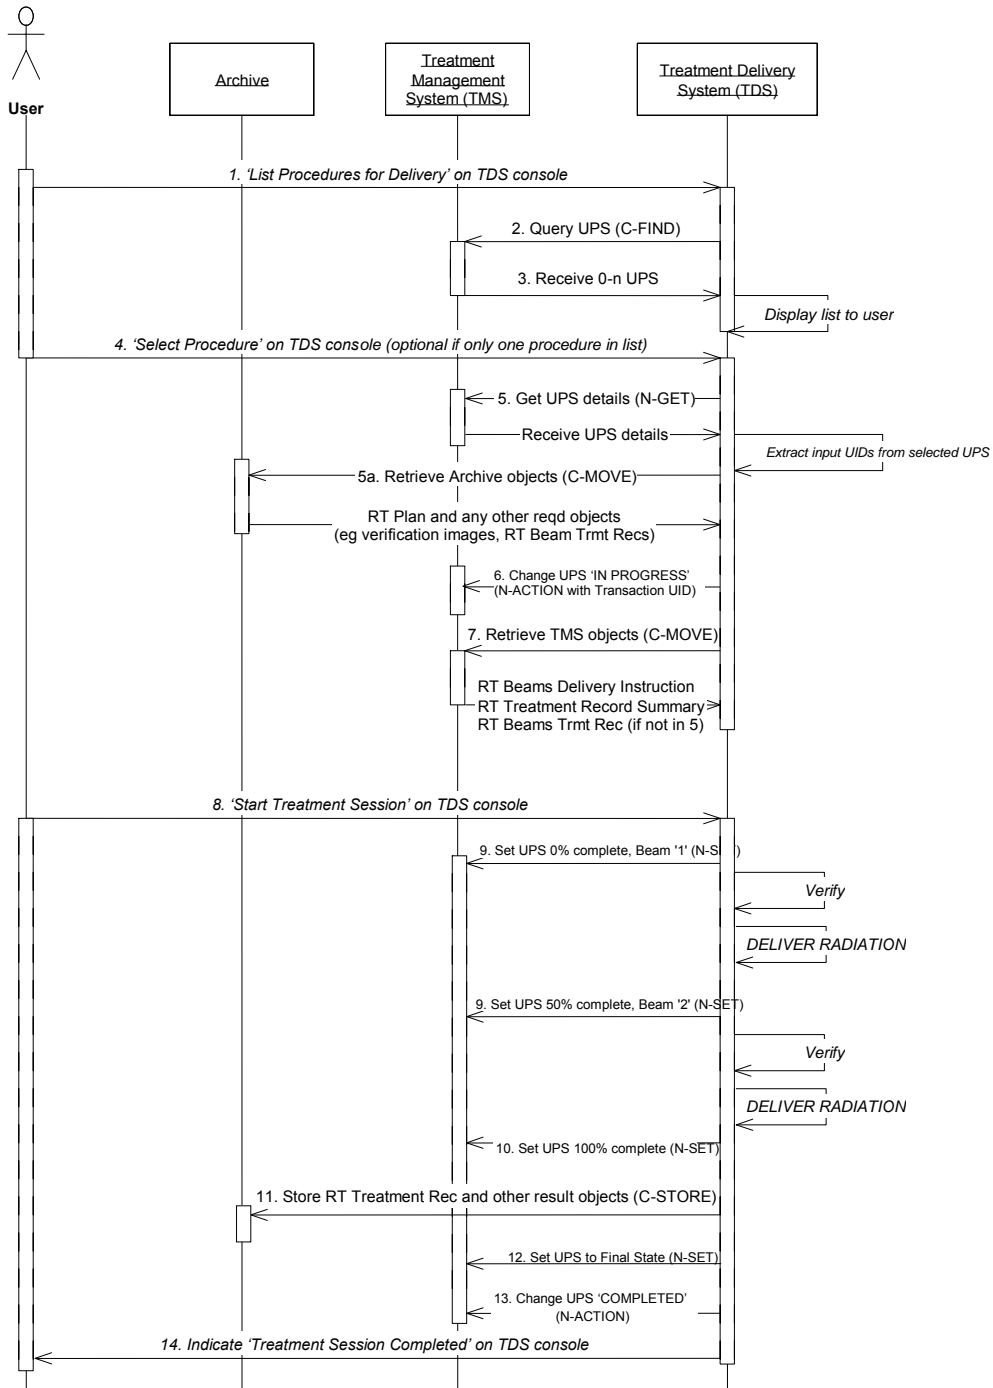 User
Archive
Treatment
Management
System (TMS)
Treatment Delivery
System (TDS)
1. ‘List Procedures for Delivery’ on TDS console
2. Query UPS (C-FIND)
3. Receive 0-n UPS
Display list to user
4. ‘Select Procedure’ on TDS console (optional if only one procedure in list)
5. Get UPS details (N-GET)
Receive UPS details
Extract input UIDs from selected UPS
5a. Retrieve Archive objects (C-MOVE)
RT Plan and any other reqd objects
(eg verification images, RT Beam Trmt Recs)
6. Change UPS ‘IN PROGRESS’
(N-ACTION with Transaction UID)
7. Retrieve TMS objects (C-MOVE)
RT Beams Delivery Instruction
RT Treatment Record Summary
RT Beams Trmt Rec (if not in 5)
8. ‘Start Treatment Session’ on TDS console
9. Set UPS 0% complete, Beam '1' (N-SET)
Verify
DELIVER RADIATION
9. Set UPS 50% complete, Beam '2' (N-SET)
Verify
DELIVER RADIATION
10. Set UPS 100% complete (N-SET)
11. Store RT Treatment Rec and other result objects (C-STORE)
12. Set UPS to Final State (N-SET)
13. Change UPS ‘COMPLETED’
(N-ACTION)
14. Indicate ‘Treatment Session Completed’ on TDS console